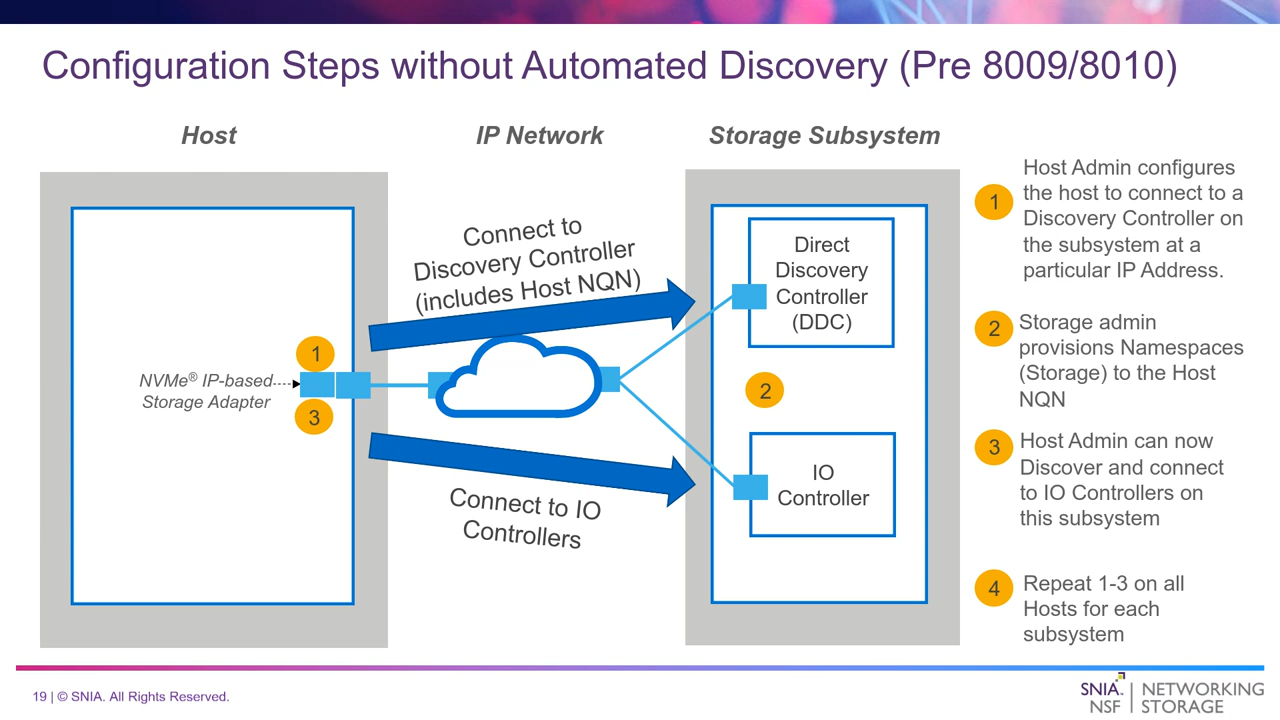 Configuration Steps without Automated Discovery (Pre 8009/8010)
Host
IP Network
Storage Subsystem
Connect to
Discovery Controller
(includes Host NQN)
Direct
Discovery
Controller
(DDC)
1
NVMe® IP-based
Storage Adapter
3
2
IO
Controller
Connect to IO
Controllers
1
Host Admin configures
the host to connect to a
Discovery Controller on
the subsystem at a
particular IP Address.
2
Storage admin
provisions Namespaces
(Storage) to the Host
NQN
3
Host Admin can now
Discover and connect
to IO Controllers on
this subsystem
4
Repeat 1-3 on all
Hosts for each
subsystem
19 | © SNIA. All Rights Reserved.
SNIA. | NETWORKING
NSF | STORAGE